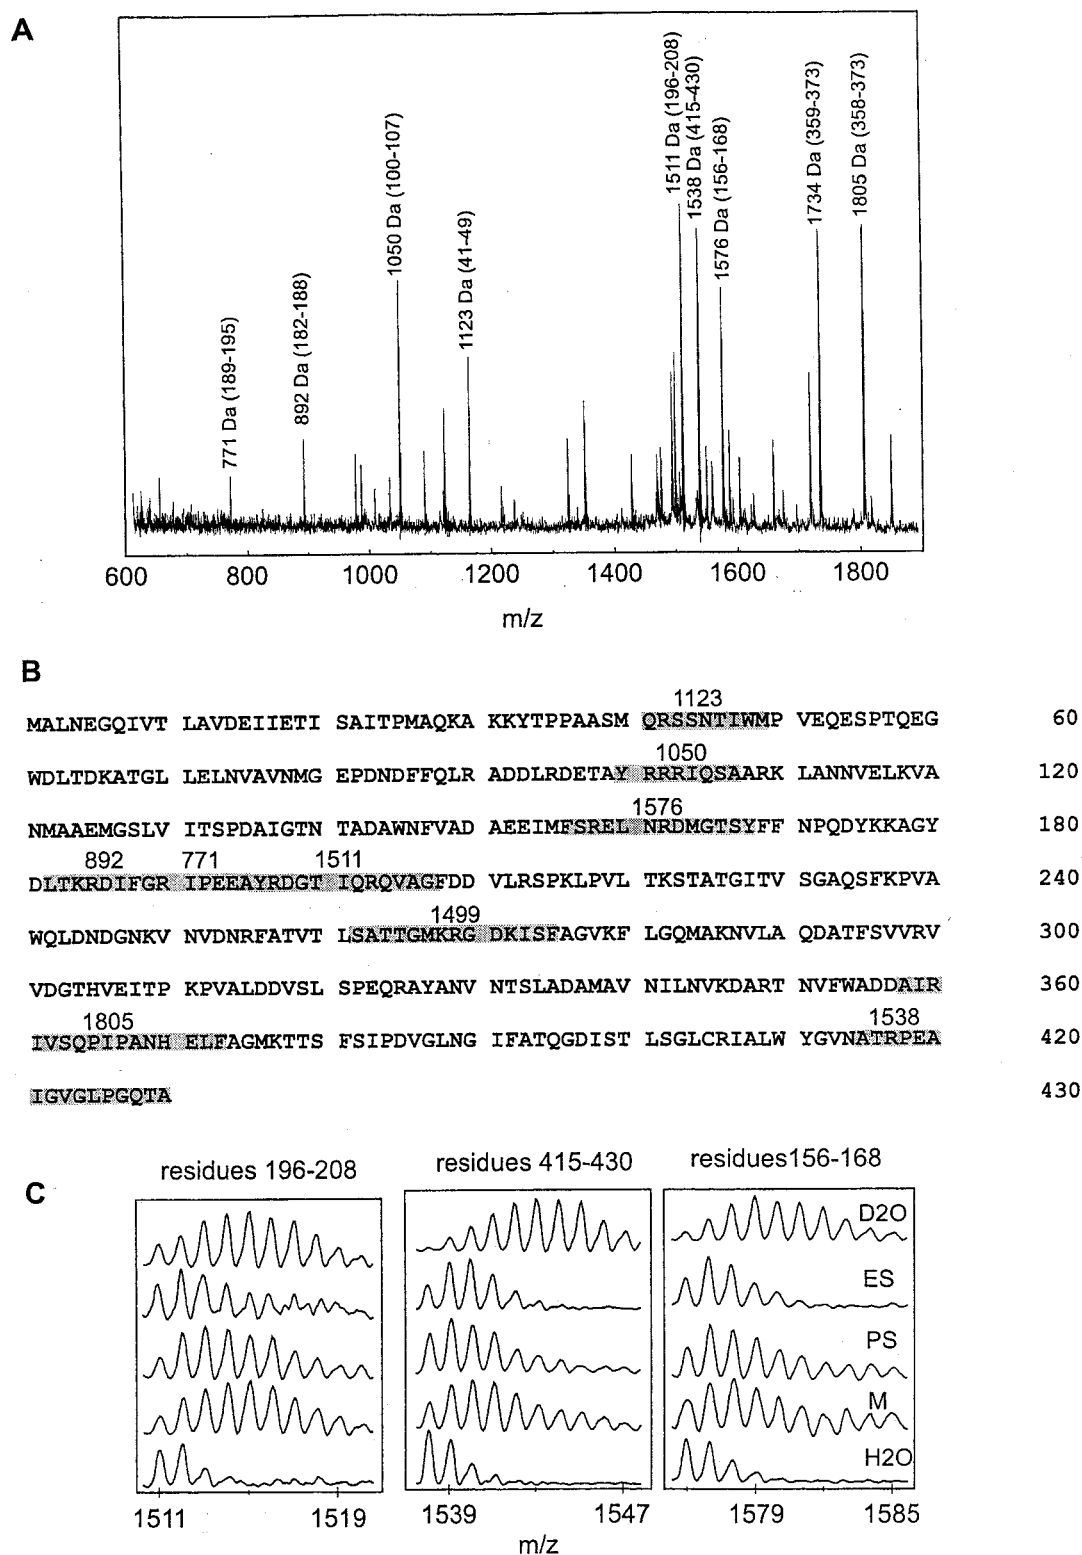 A
771 Da (189-195)
892 Da (182-188)
1050 Da (100-107)
1123 Da (41-49)
1511 Da (196-208)
1538 Da (415-430)
1576 Da (156-168)
1734 Da (359-373)
1805 Da (358-373)
600 800 1000 1200 1400 1600 1800
m/z
B
1123
MALNEGQIVT LAVDEIIETI SAITPMAQKA KKYTPPAASM QRSSNTIWMP VEQESPTQEG 60
1050
WDLTDKATGL LELNVAVNMG EPDNDFFQLR ADDLRDETAY RRRIQSAARK LANNVELKVA 120
1576
NMAAEMGSLV ITSPDAIGTN TADAWNFVAD AEEIMFSREL NRDMGTSYFF NPQDYKKAGY 180
892 771 1511
DLTKRDIFGR IPEEAYRDGT IQRQVAGFDD VLRSPKLPVL TKSTATGITV SGAQSFKPVA 240
1499
WQLDNDGNKV NVDNRFATVT LSATTGMKRG DKISFAGVKF LGQMAKNVLA QDATFSVVRV 300
VDGTHVEITP KPVALDDVSL SPEQRAYANV NTSLADAMAV NILNVKDART NVFWADDAIR 360
1805 1538
IVSQPIPANH ELFAGMKTTS FSIPDVGLNG IFATQGDIST LSGLCRIALW YGVNATRPEA 420
IGVGLPGQTA 430
C
residues 196-208 residues 415-430 residues156-168
D2O
ES
PS
M
H2O
1511 1519 1539 1547 1579 1585
m/z